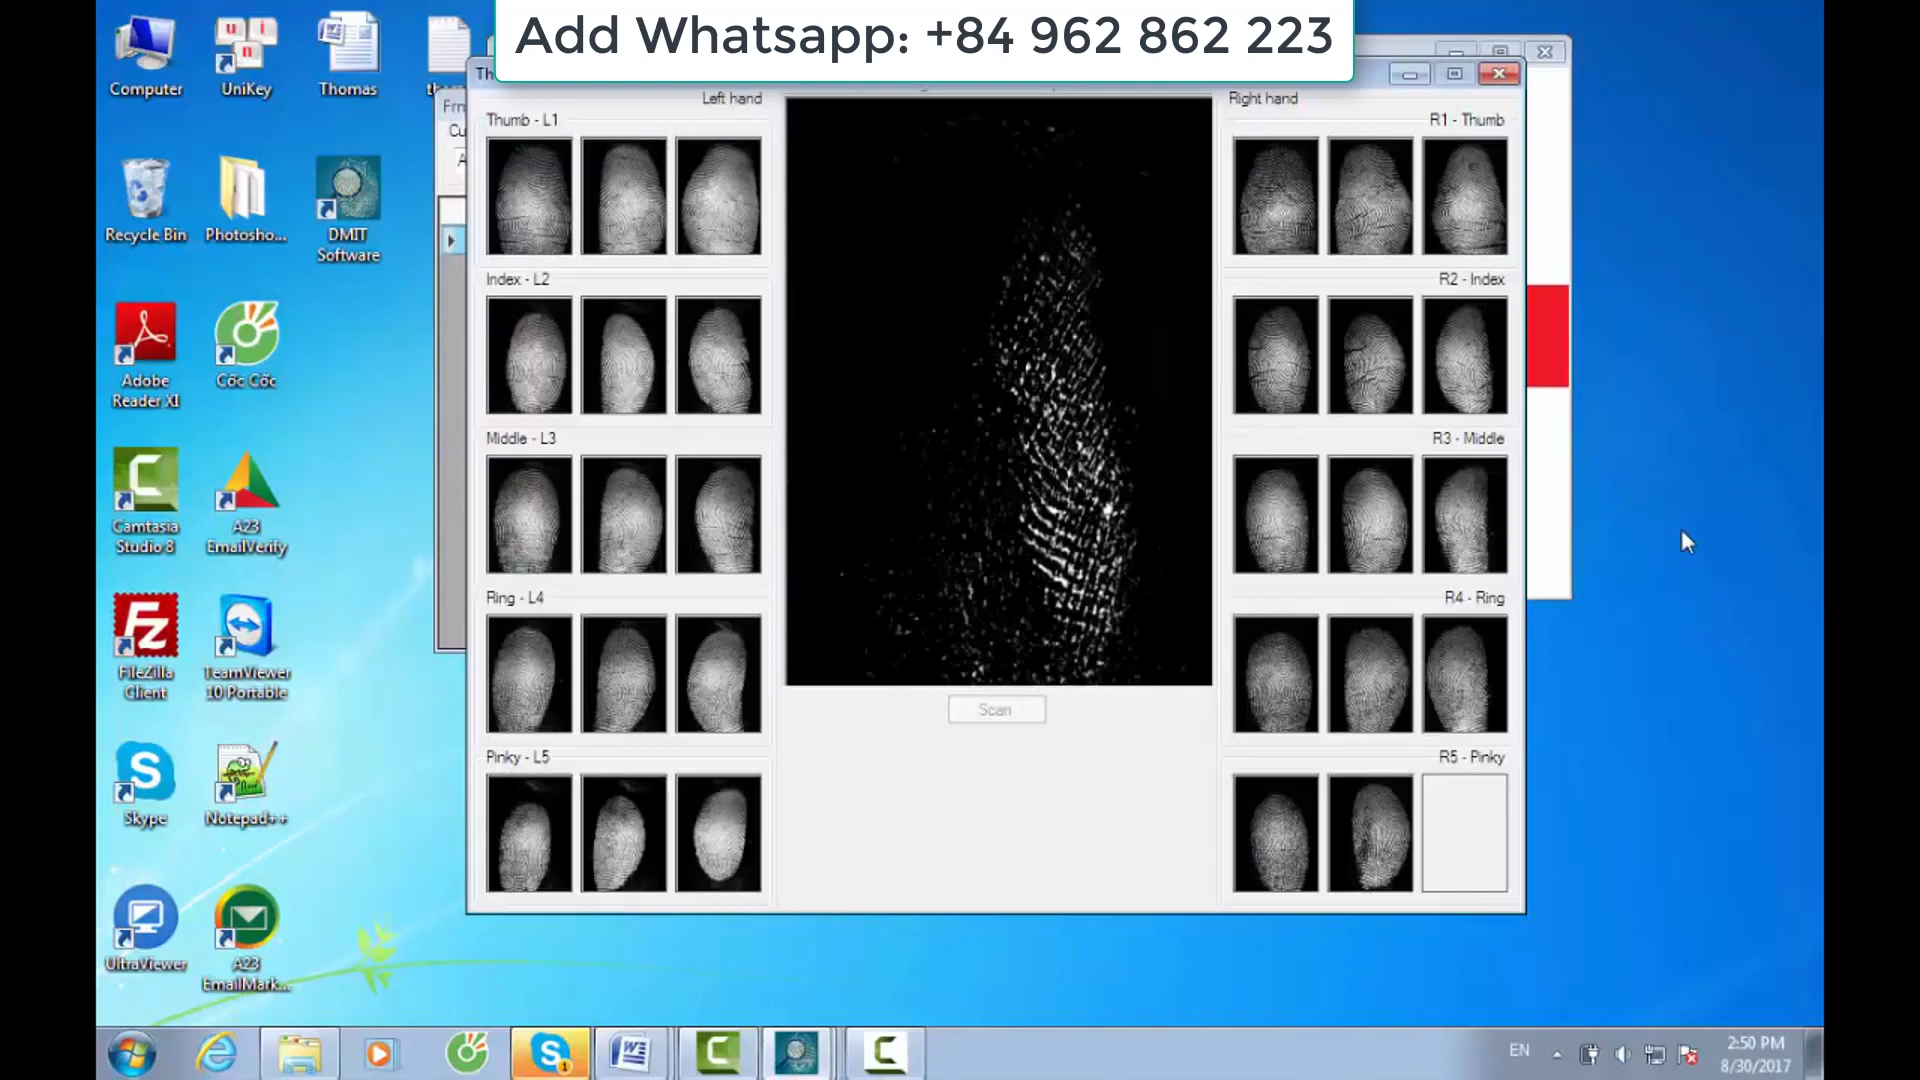 Add Whatsapp: +84 962 862 223
Computer
UniKey
Thomas
Recycle Bin
Photosho...
DMIT
Software
Adobe
Reader XI
Cốc Cốc
Camtasia
Studio 8
A23
EmailVerify
FileZilla
Client
TeamViewer
10 Portable
Skype
Notepad++
UltraViewer
A23
EmailMark...
Left hand
Thumb - L1
Index - L2
Middle - L3
Ring - L4
Pinky - L5
Scan
Right hand
R1 - Thumb
R2 - Index
R3 - Middle
R4 - Ring
R5 - Pinky
EN
2:50 PM
8/30/2017